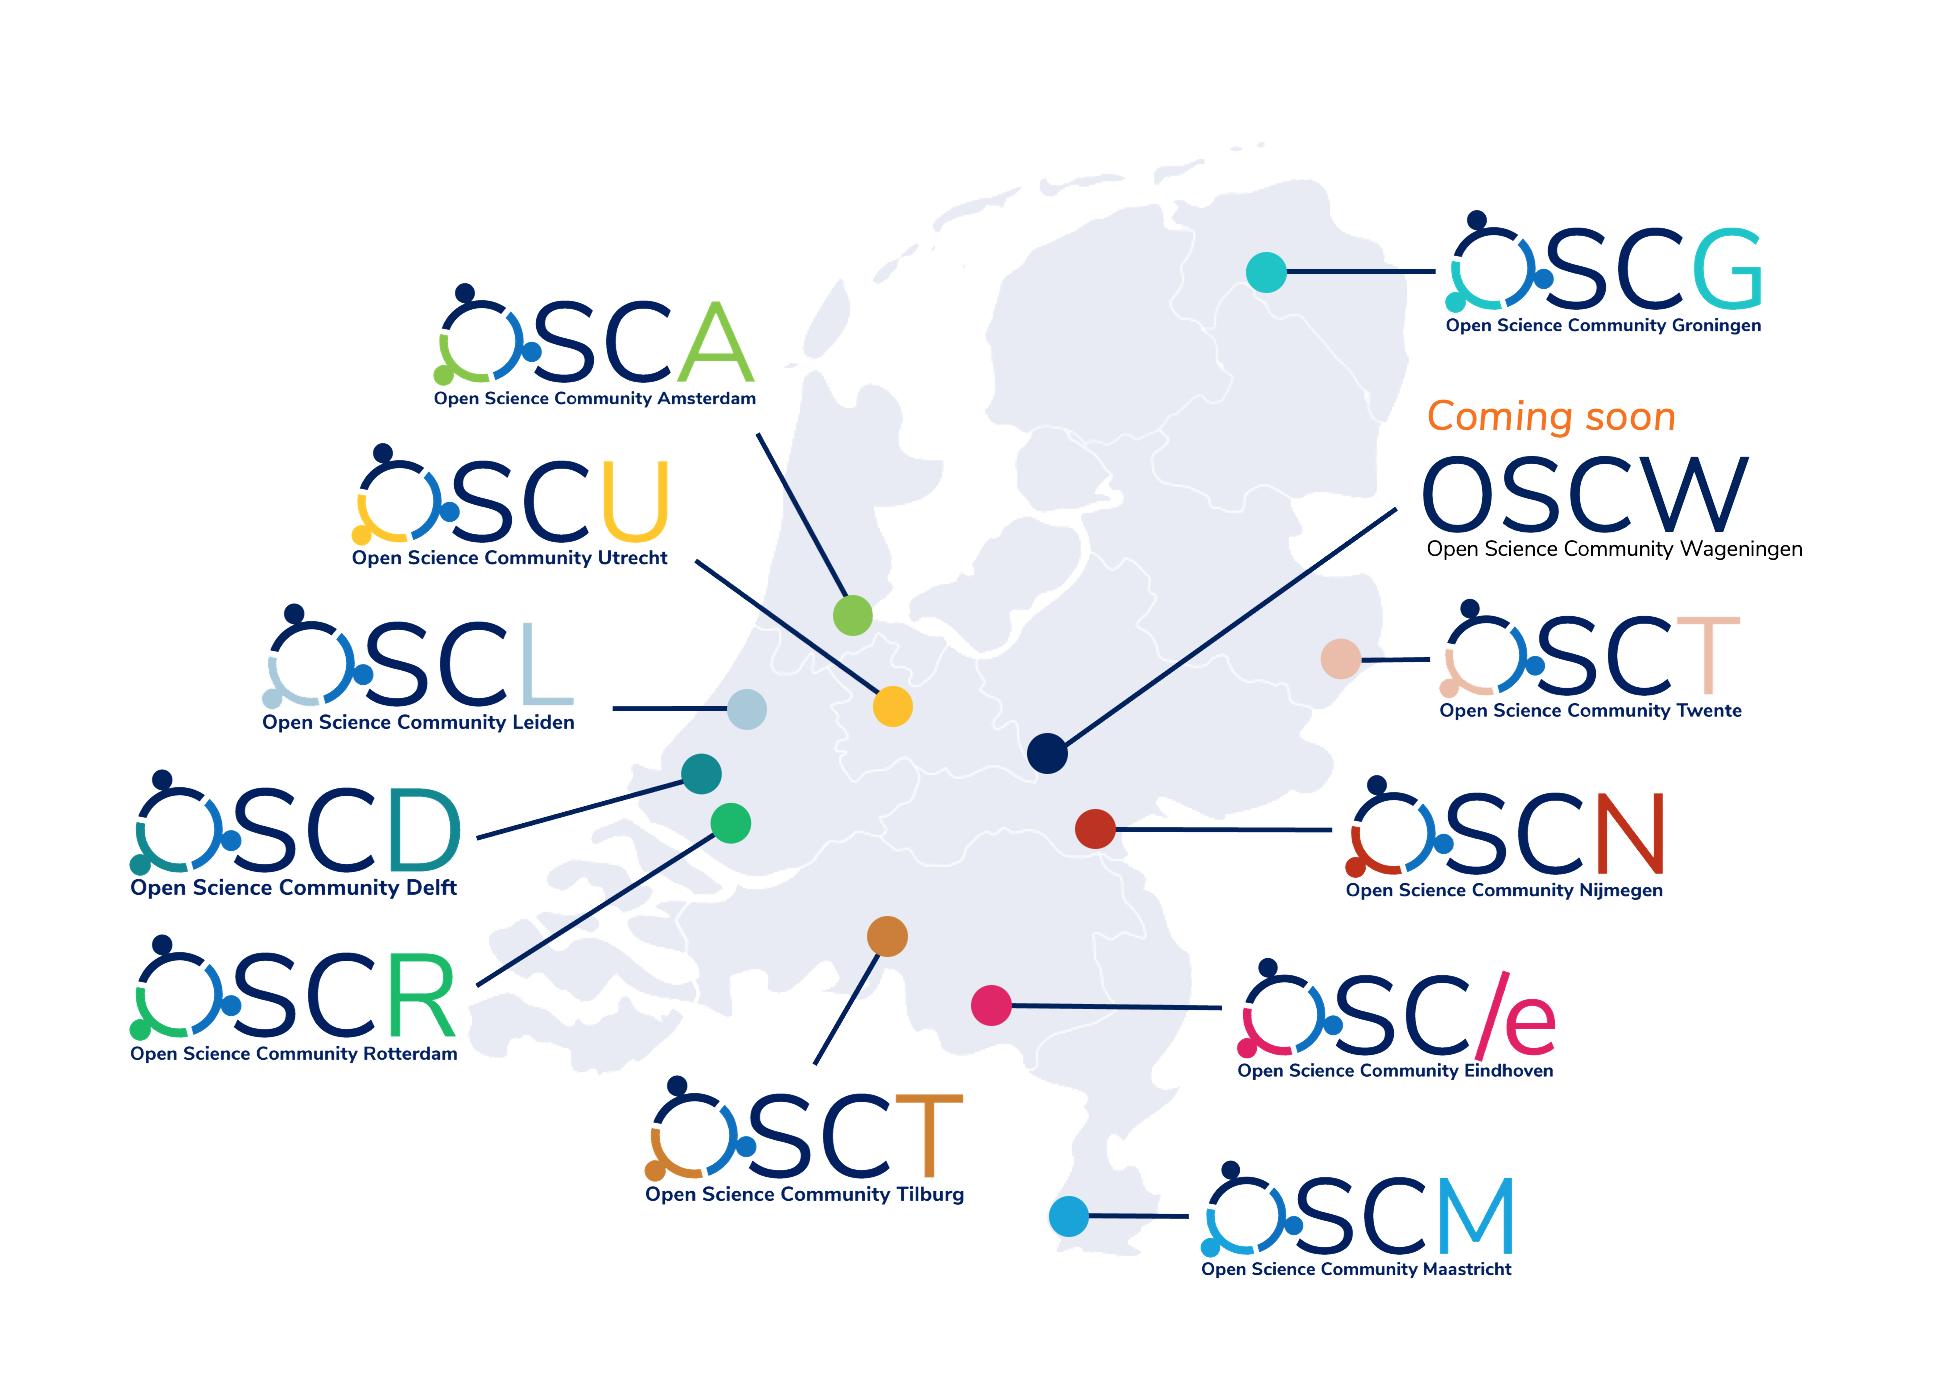 OSCG
Open Science Community Groningen
OSCA
Open Science Community Amsterdam
Coming soon
OSCW
Open Science Community Wageningen
OSCU
Open Science Community Utrecht
OSCL
Open Science Community Leiden
OSCT
Open Science Community Twente
OSCD
Open Science Community Delft
OSCN
Open Science Community Nijmegen
OSCR
Open Science Community Rotterdam
OSC/e
Open Science Community Eindhoven
OSCT
Open Science Community Tilburg
OSCM
Open Science Community Maastricht